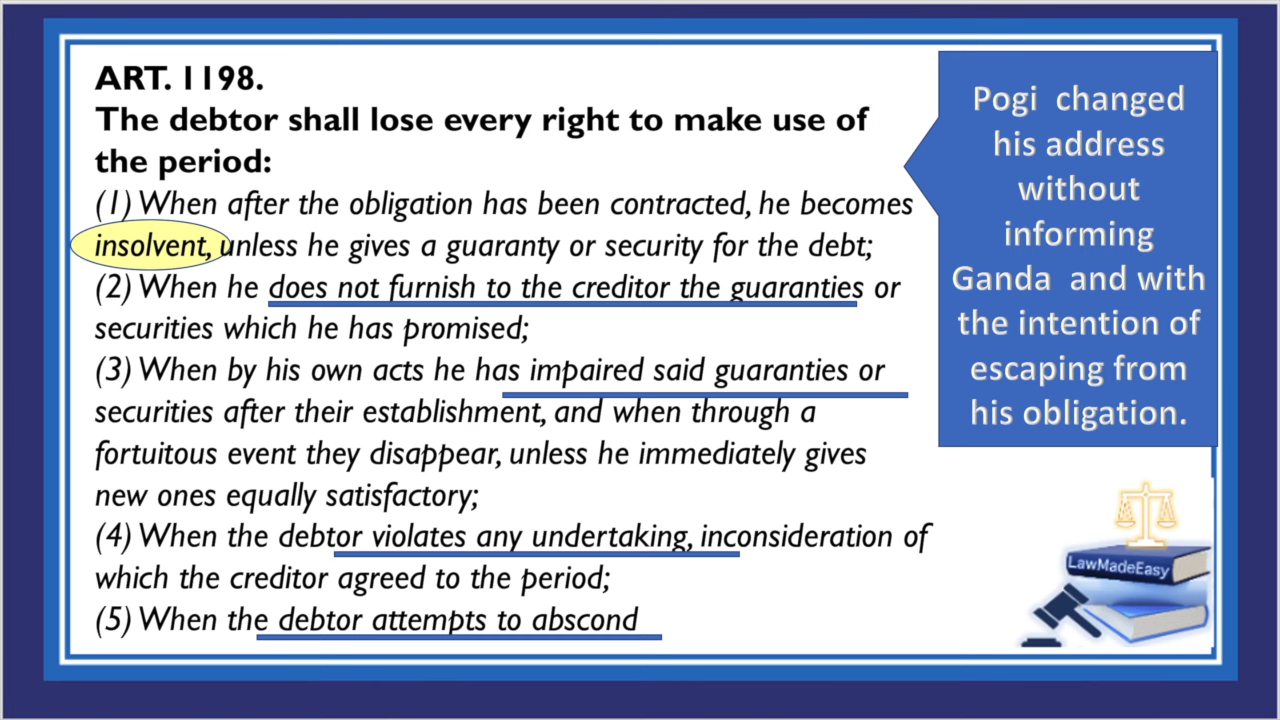 ART. 1198.
The debtor shall lose every right to make use of
the period:
(1) When after the obligation has been contracted, he becomes
insolvent, unless he gives a guaranty or security for the debt;
(2) When he does not furnish to the creditor the guaranties or
securities which he has promised;
(3) When by his own acts he has impaired said guaranties or
securities after their establishment, and when through a
fortuitous event they disappear, unless he immediately gives
new ones equally satisfactory;
(4) When the debtor violates any undertaking, inconsideration of
which the creditor agreed to the period;
(5) When the debtor attempts to abscond
Pogi changed
his address
without
informing
Ganda and with
the intention of
escaping from
his obligation.
LawMadeEasy